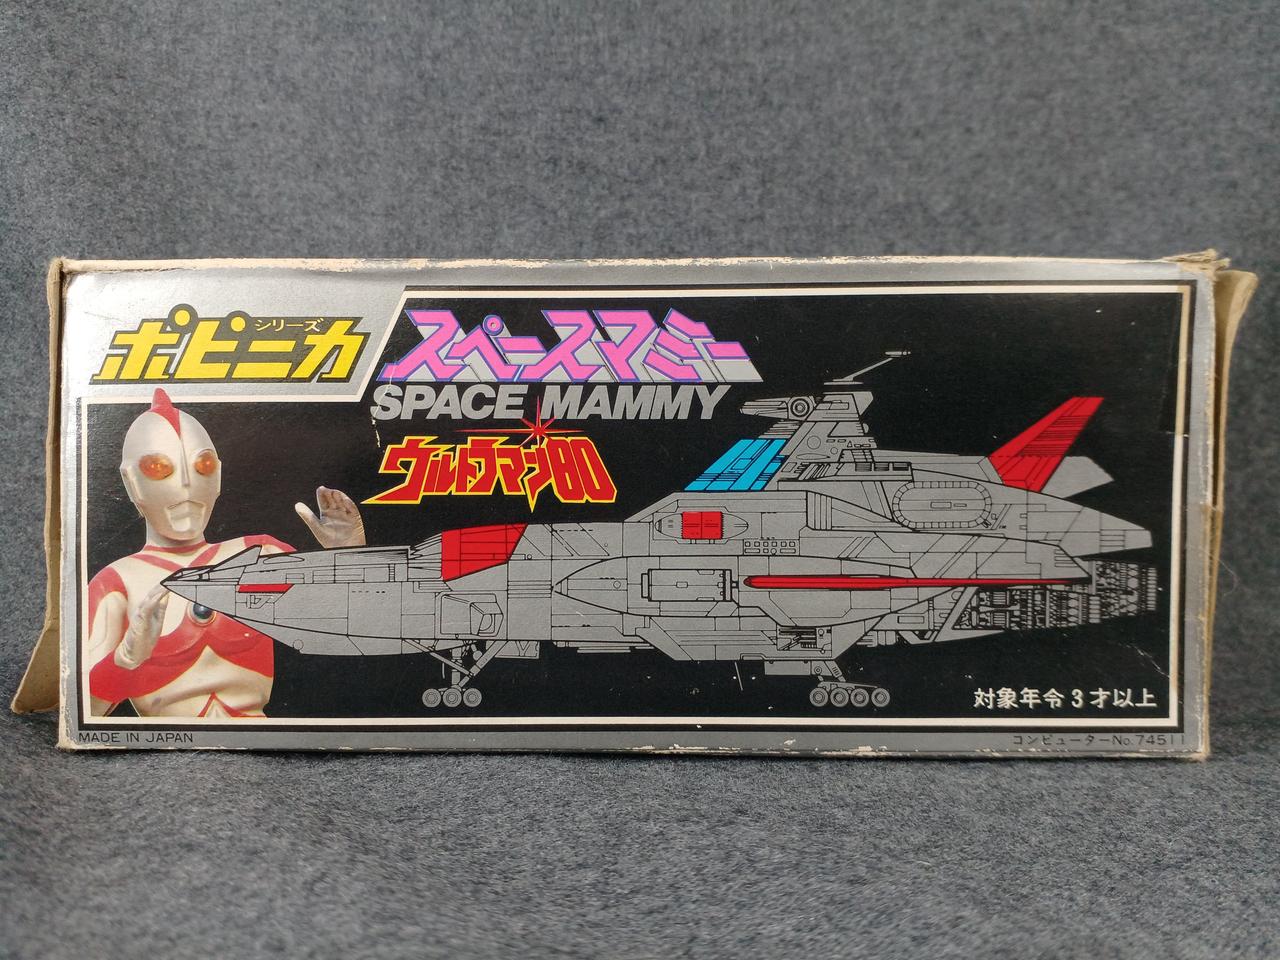 ポピニカ シリーズ
スペースマミー
SPACE MAMMY
ウルトラマン80
対象年令3才以上
MADE IN JAPAN
コンピューターNo.74511